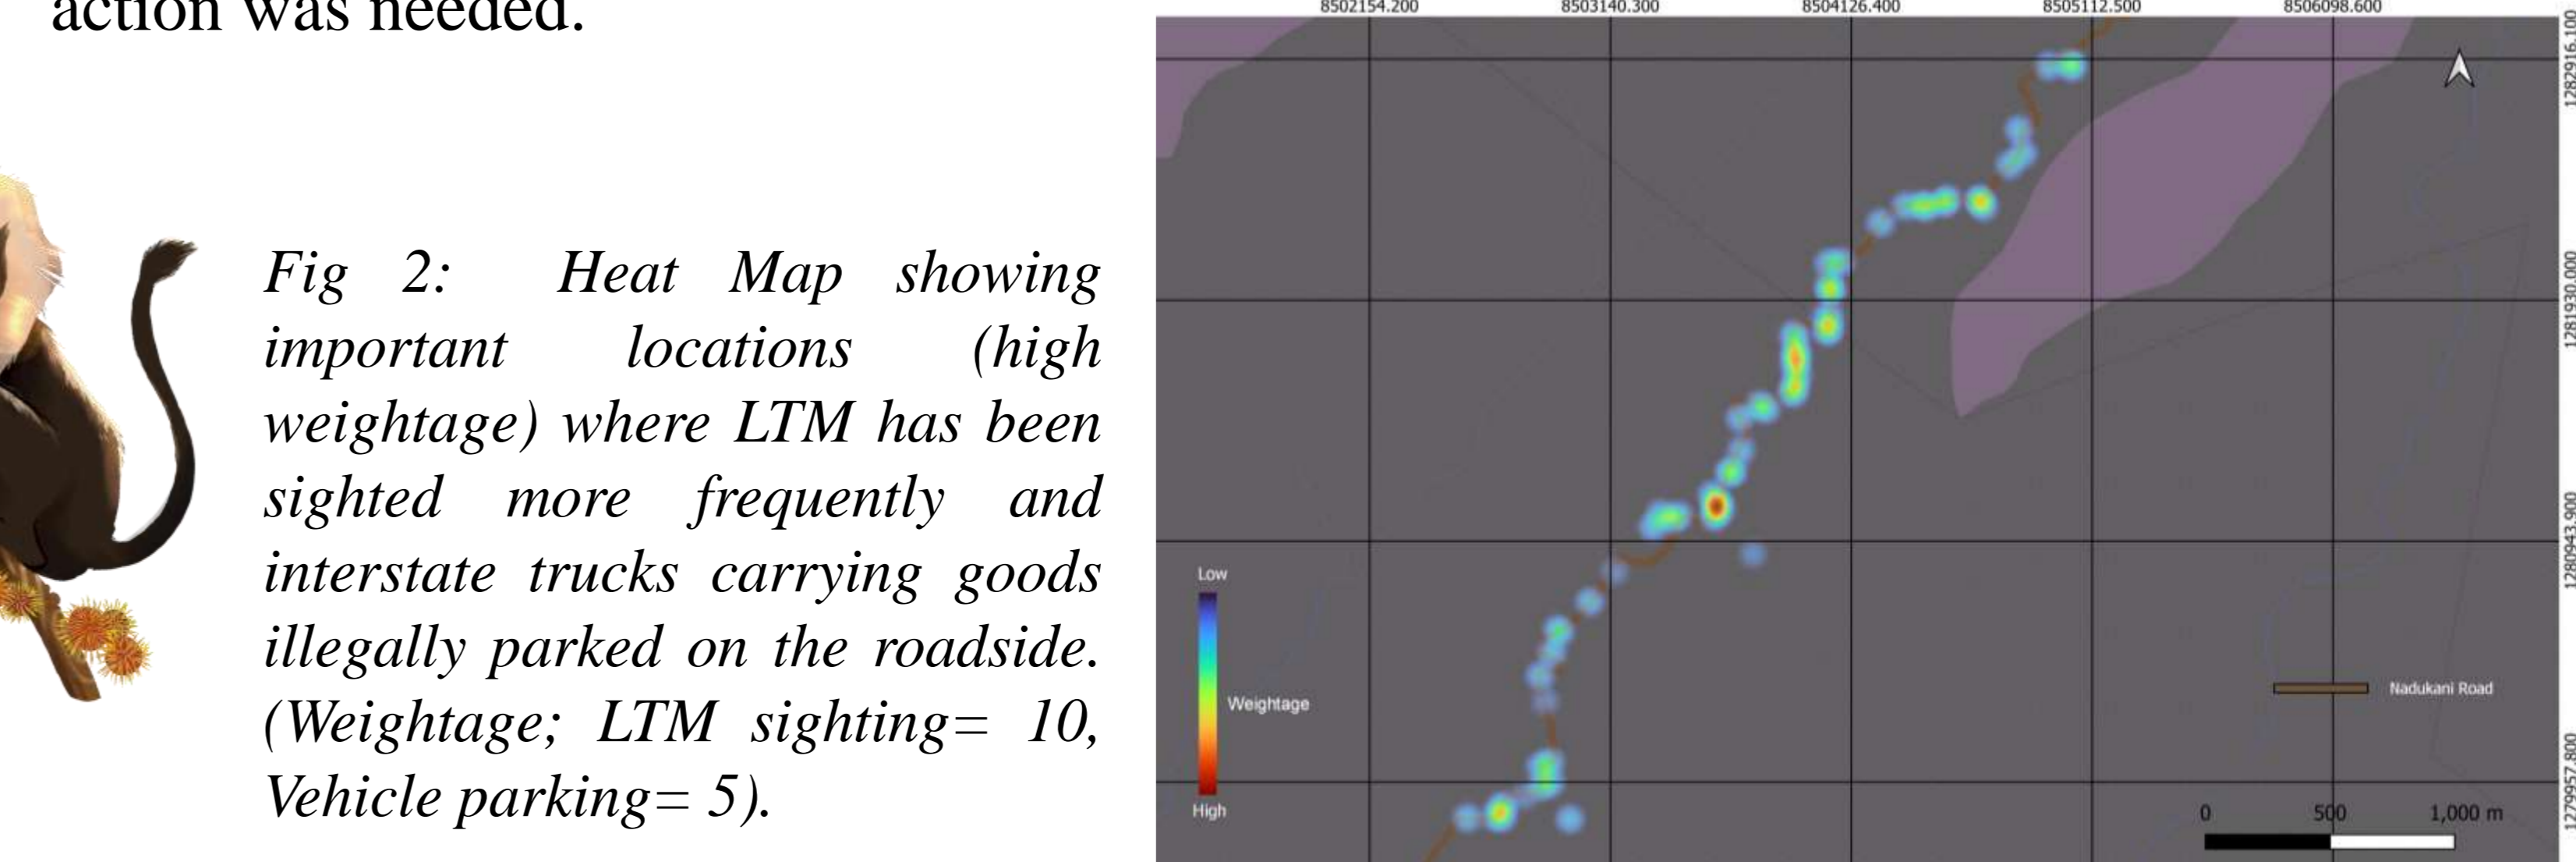 action was needed.
Fig 2: Heat Map showing
important locations (high
weightage) where LTM has been
sighted more frequently and
interstate trucks carrying goods
illegally parked on the roadside.
(Weightage; LTM sighting= 10,
Vehicle parking= 5).
8502154.200 8503140.300 8504126.400 8505112.500 8506098.600
1282916.100
1281930.000
1280943.900
1279957.800
Low
Weightage
High
Nadukani Road
0 500 1,000 m